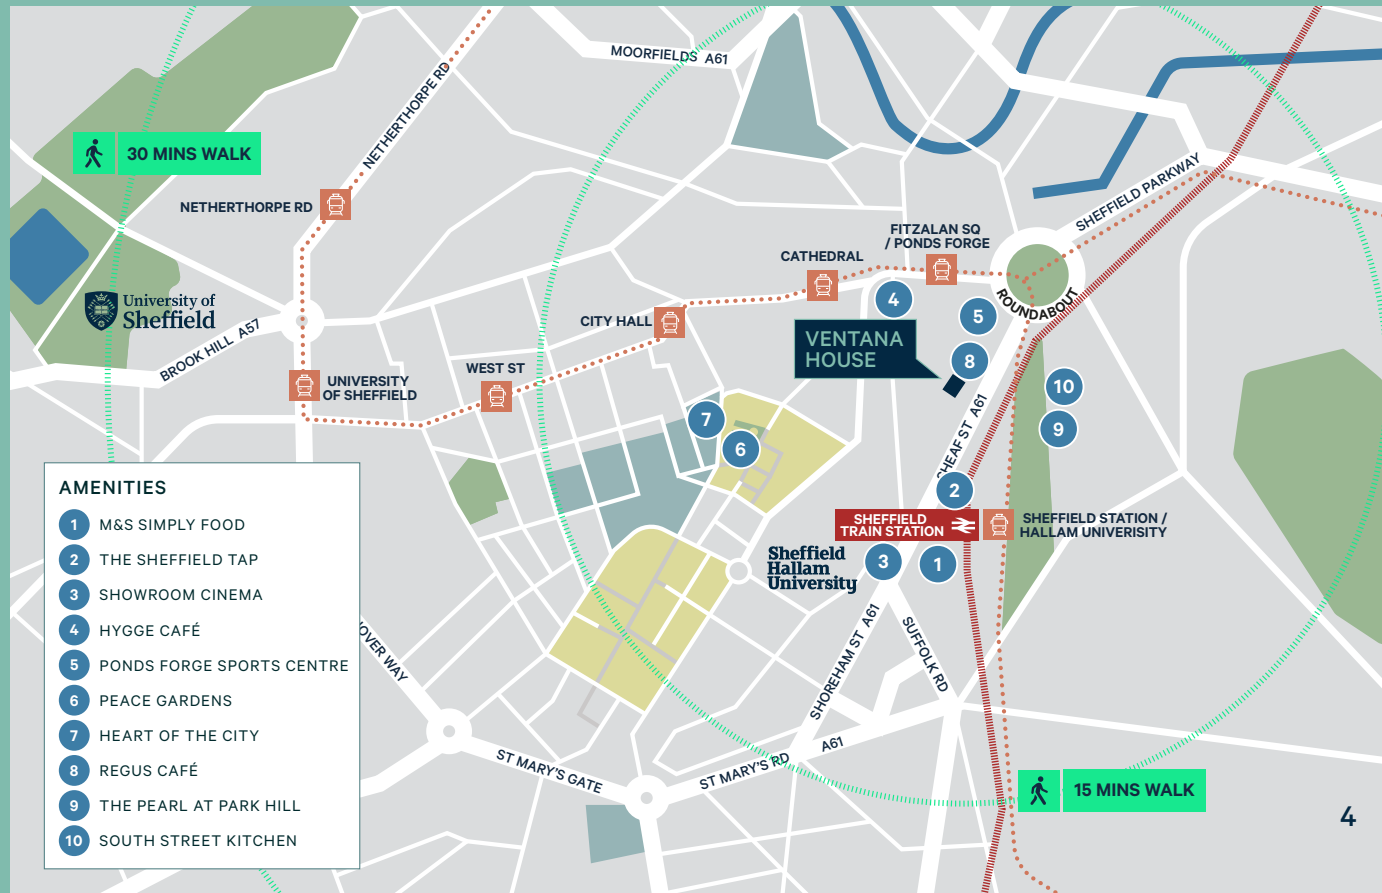 MOORFIELDS A61
NETHERTHORPE RD
30 MINS WALK
SHEFFIELD PARKWAY
NETHERTHORPE RD
FITZALAN SQ
/ PONDS FORGE
CATHEDRAL
4
ROUNDABOUT
University of
Sheffield
5
CITY HALL
BROOK HILL A57
VENTANA
HOUSE
8
WEST ST
UNIVERSITY
OF SHEFFIELD
10
7
9
6
SHEAF ST A61
2
SHEFFIELD
TRAIN STATION
SHEFFIELD STATION /
HALLAM UNIVERISITY
Sheffield
Hallam
University
3
1
AMENITIES
1 M&S SIMPLY FOOD
2 THE SHEFFIELD TAP
3 SHOWROOM CINEMA
4 HYGGE CAFÉ
5 PONDS FORGE SPORTS CENTRE
6 PEACE GARDENS
7 HEART OF THE CITY
8 REGUS CAFÉ
9 THE PEARL AT PARK HILL
10 SOUTH STREET KITCHEN
OVER WAY
SHOREHAM ST A61
SUFFOLK RD
ST MARY'S GATE
ST MARY'S RD
A61
15 MINS WALK
4